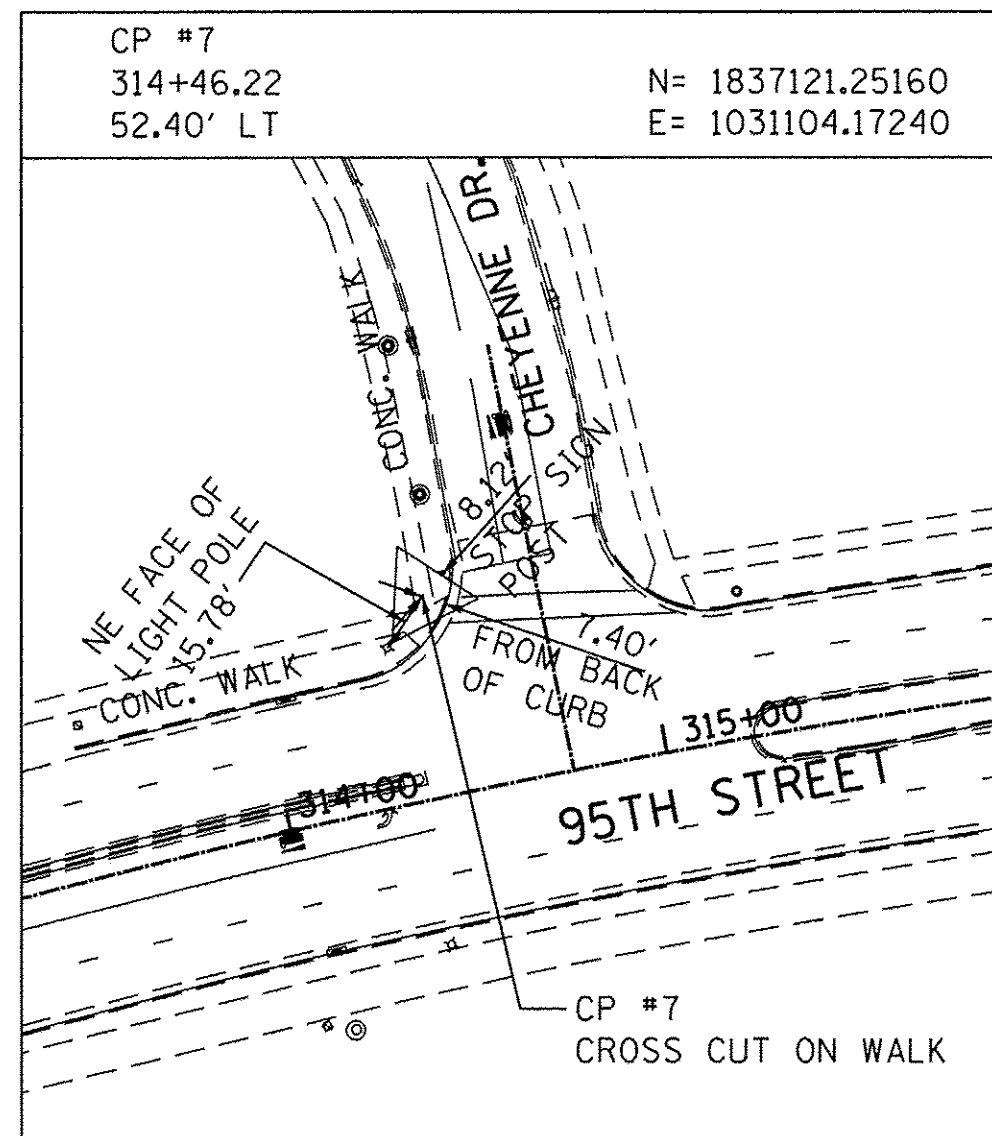 CP #7
314+46.22
52.40' LT
N= 1837121.25160
E= 1031104.17240
CHEYENNE DR.
CONC. WALK
8.12'
STOP SIGN
POST
NE FACE OF
LIGHT POLE
15.78'
7.40'
FROM BACK
OF CURB
CONC. WALK
315+00
314+00
95TH STREET
CP #7
CROSS CUT ON WALK